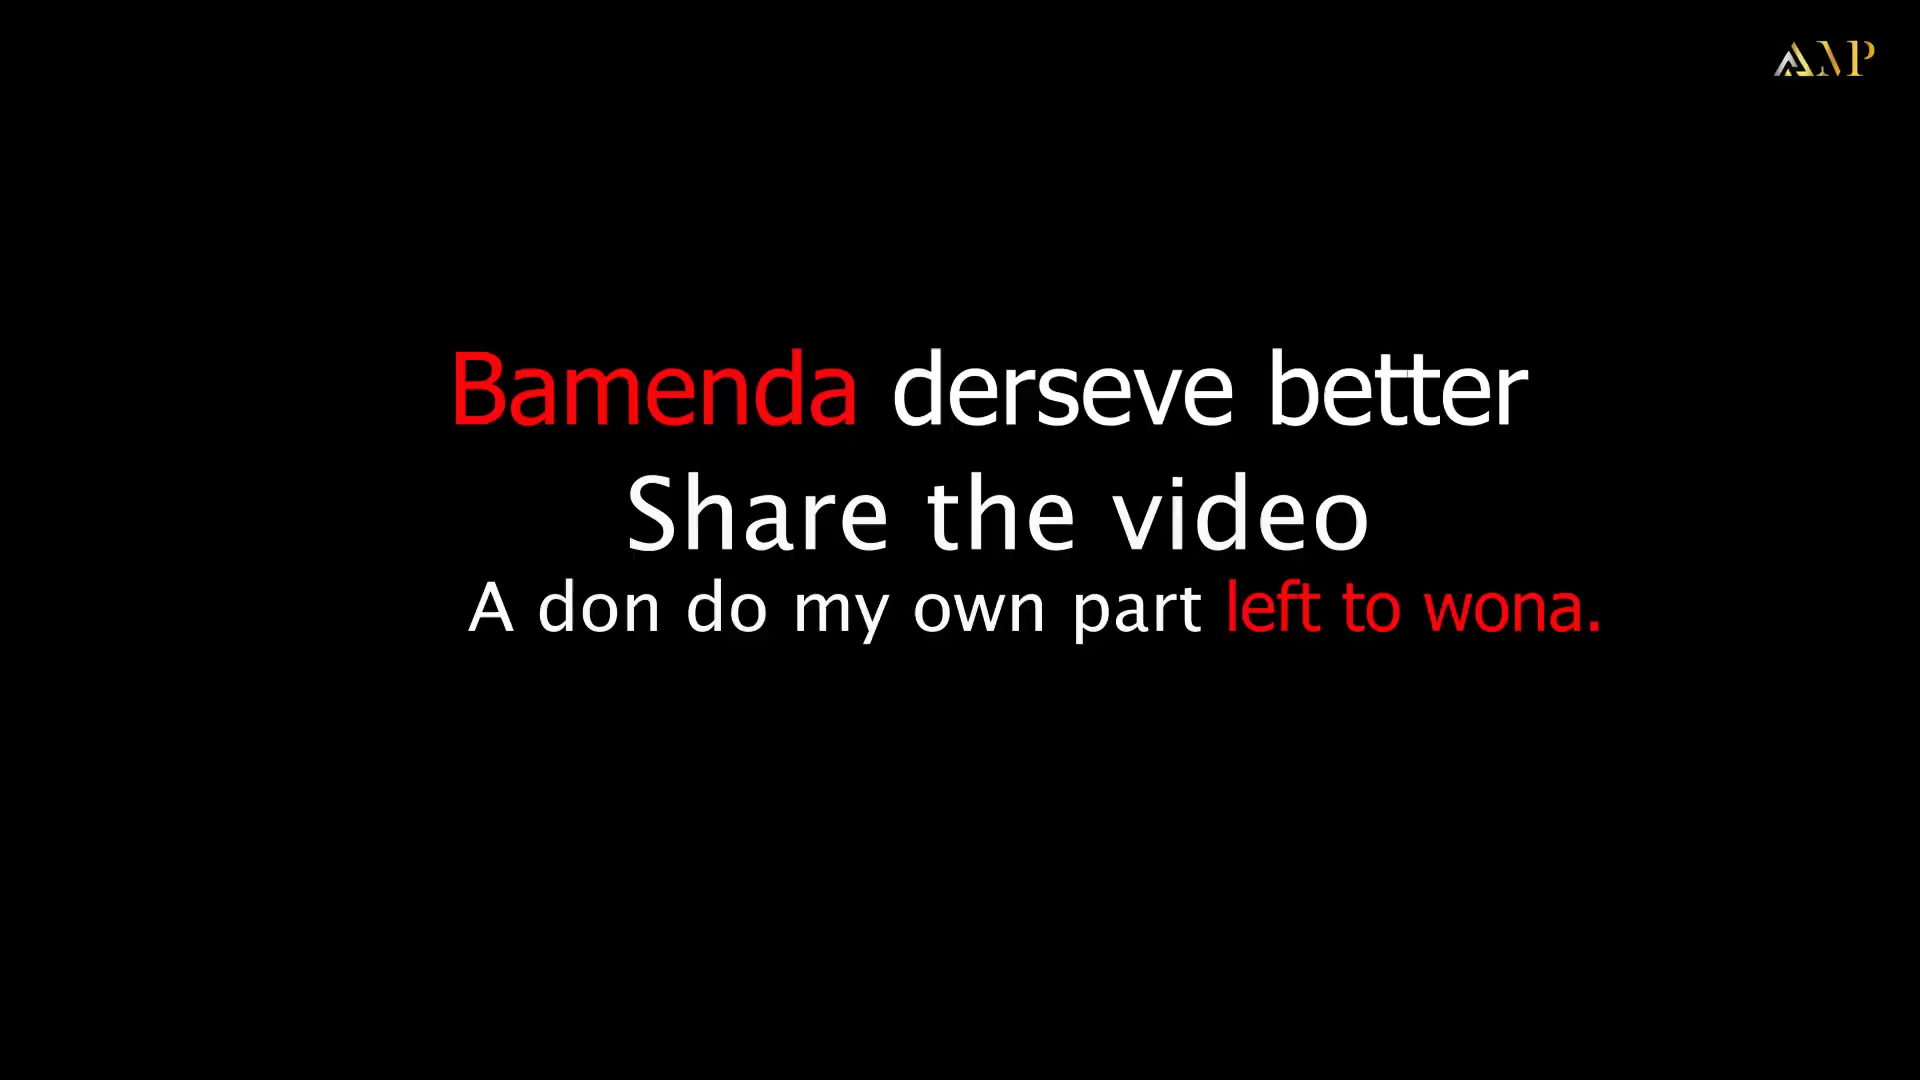 AMP
Bamenda derseve better
Share the video
A don do my own part left to wona.